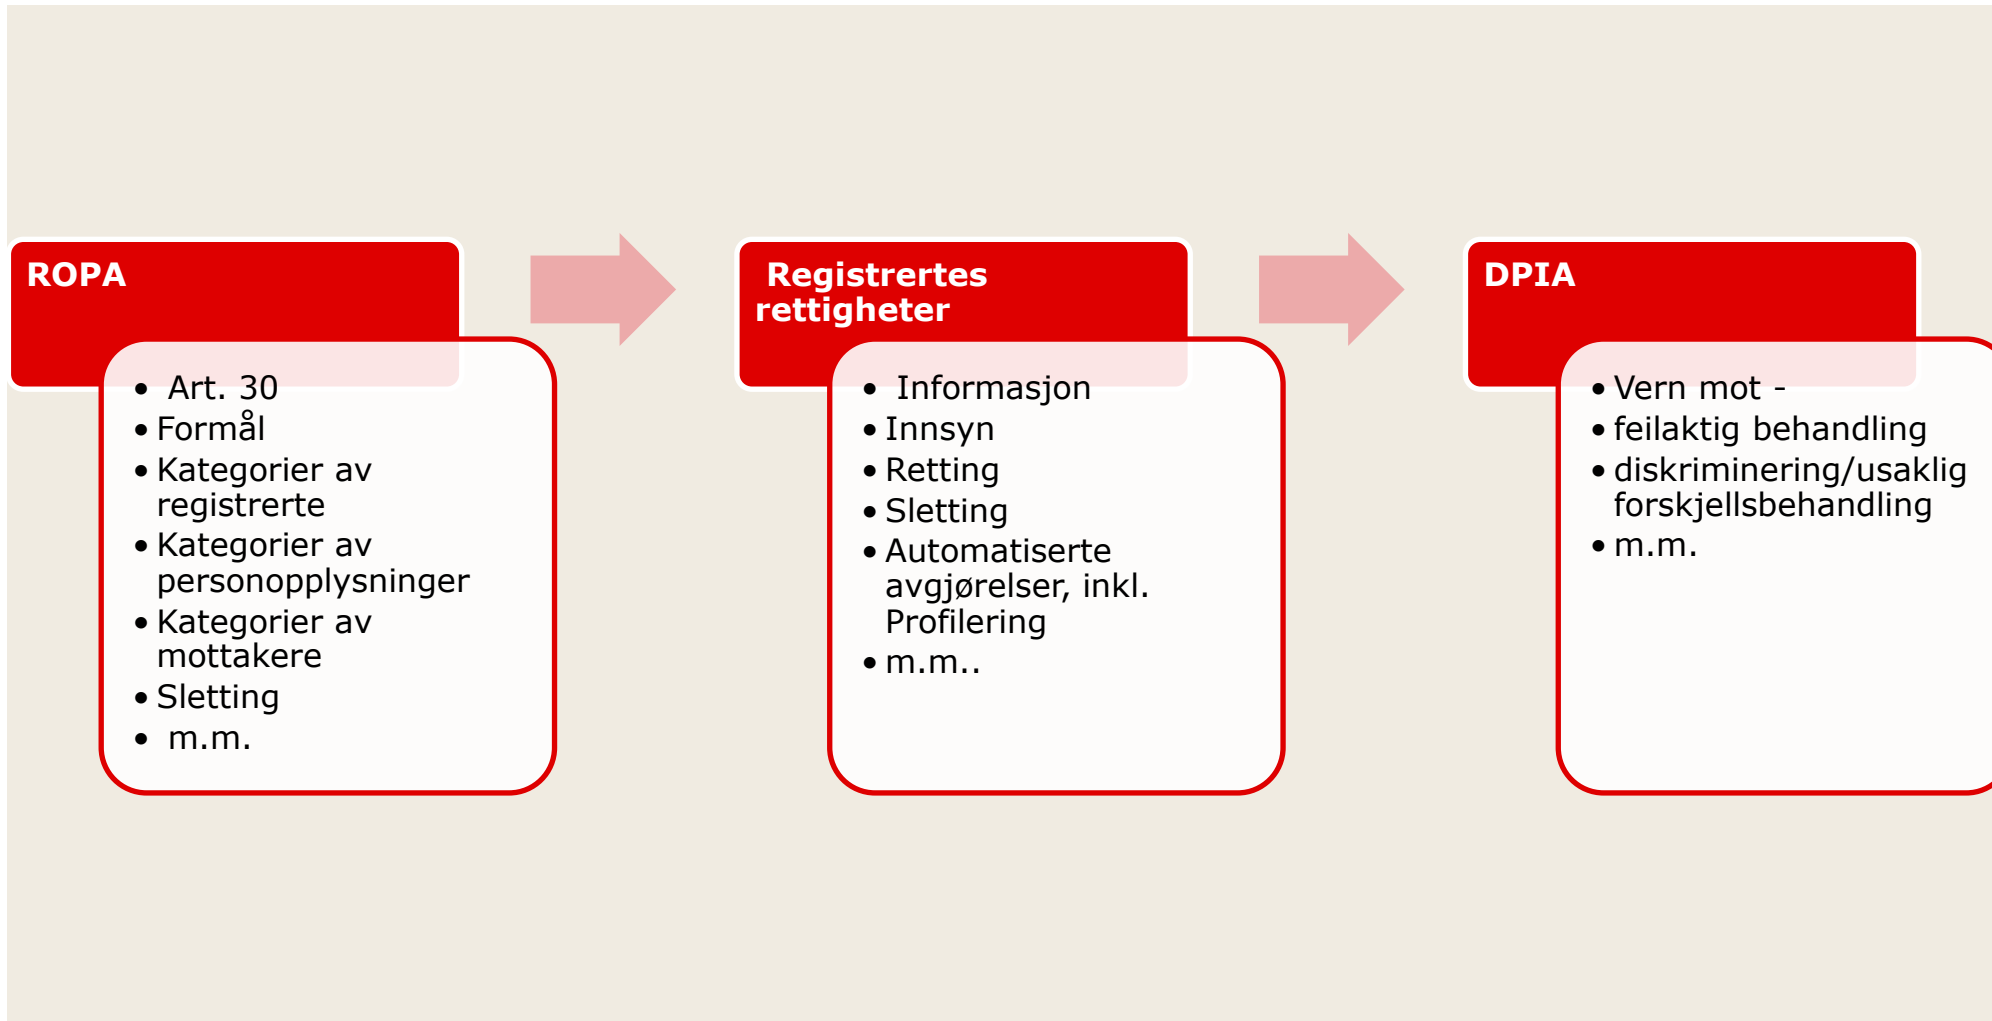 ROPA
• Art. 30
• Formål
• Kategorier av
registrerte
• Kategorier av
personopplysninger
• Kategorier av
mottakere
• Sletting
• m.m.
Registrertes
rettigheter
• Informasjon
• Innsyn
• Retting
• Sletting
• Automatiserte
avgjørelser, inkl.
Profilering
• m.m..
DPIA
• Vern mot -
• feilaktig behandling
• diskriminering/usaklig
forskjellsbehandling
• m.m.